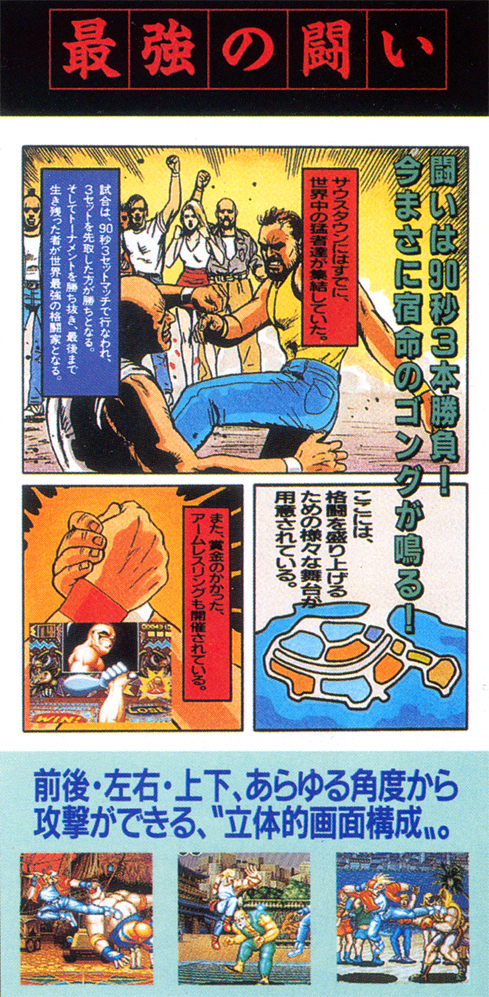 最強の闘い
闘いは90秒3本勝負！
今まさに宿命のゴングが鳴る！
サウスタウンにはすでに、
世界中の猛者達が集結していた。
試合は、90秒3セットマッチで行なわれ、
3セットを先取した方が勝ちとなる。
そしてトーナメントを勝ち抜き、最後まで
生き残った者が世界最強の格闘家となる。
ここには、
格闘を盛り上げる
ための様々な舞台が
用意されている。
また、賞金のかかった、
アームレスリングも開催されている。
WIN!
LOSE
前後・左右・上下、あらゆる角度から
攻撃ができる、〝立体的画面構成〟。